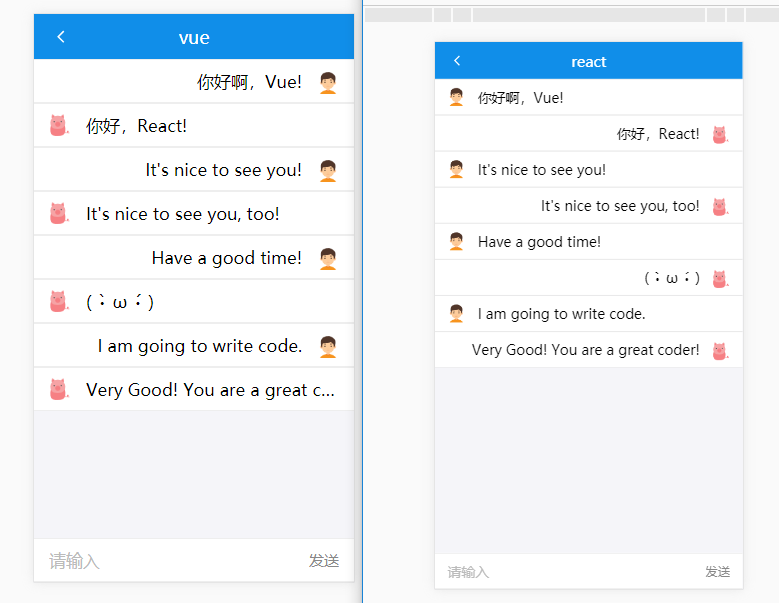 vue
你好啊，Vue!
你好，React!
It's nice to see you!
It's nice to see you, too!
Have a good time!
( •̀ ω •́ )
I am going to write code.
Very Good! You are a great c...
请输入
发送
react
你好啊，Vue!
你好，React!
It's nice to see you!
It's nice to see you, too!
Have a good time!
( •̀ ω •́ )
I am going to write code.
Very Good! You are a great coder!
请输入
发送